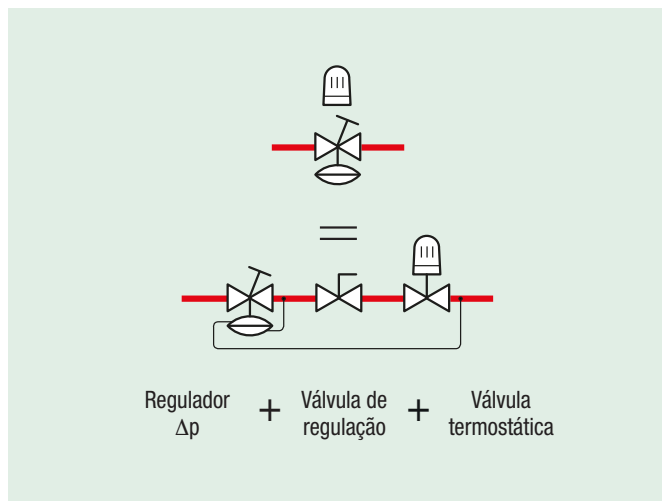 =
Regulador
Δp
+
Válvula de
regulação
+
Válvula
termostática